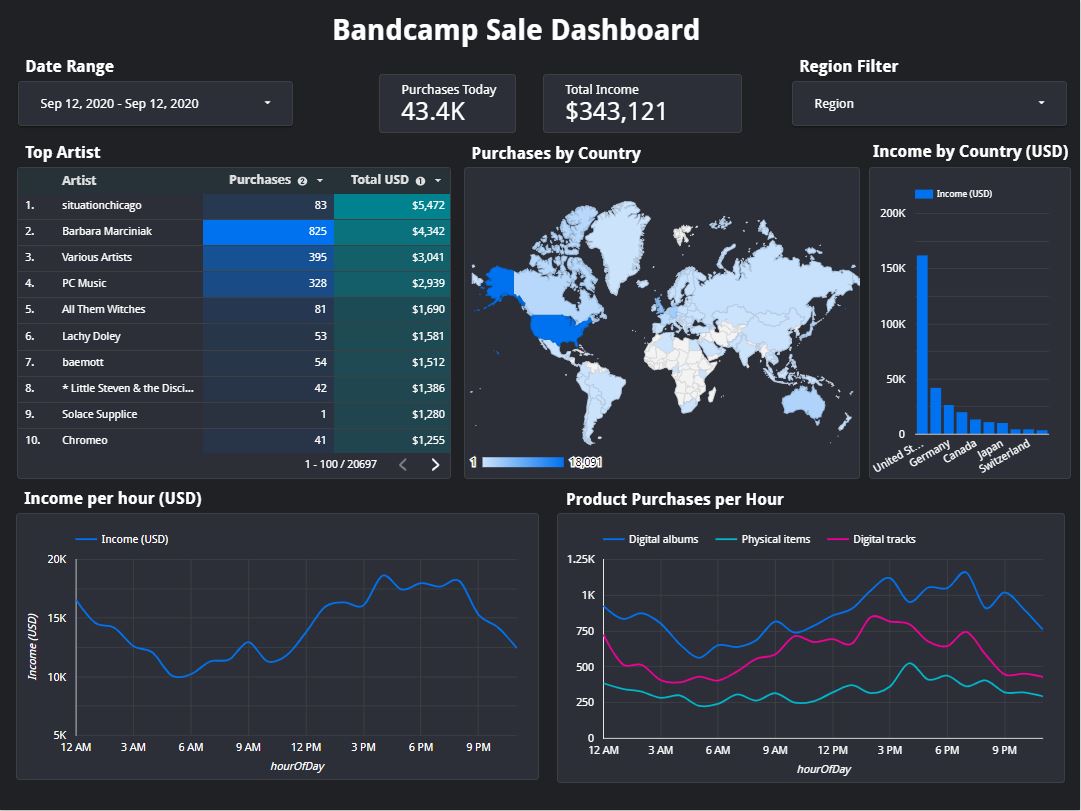 Bandcamp Sale Dashboard
Date Range
Region Filter
Sep 12, 2020 - Sep 12, 2020
Purchases Today
43.4K
Total Income
$343,121
Region
Top Artist
Purchases by Country
Income by Country (USD)
Artist Purchases 2 Total USD 1
1. situationchicago 83 $5,472
2. Barbara Marciniak 825 $4,342
3. Various Artists 395 $3,041
4. PC Music 328 $2,939
5. All Them Witches 81 $1,690
6. Lachy Doley 53 $1,581
7. baemott 54 $1,512
8. * Little Steven & the Disci... 42 $1,386
9. Solace Supplice 1 $1,280
10. Chromeo 41 $1,255
1 - 100 / 20697
1 18,091
Income (USD)
200K
150K
100K
50K
0
United St... Germany Canada Japan Switzerland
Income per hour (USD)
Income (USD)
20K
15K
10K
5K
Income (USD)
12 AM 3 AM 6 AM 9 AM 12 PM 3 PM 6 PM 9 PM
hourOfDay
Product Purchases per Hour
Digital albums Physical items Digital tracks
1.25K
1K
750
500
250
0
12 AM 3 AM 6 AM 9 AM 12 PM 3 PM 6 PM 9 PM
hourOfDay